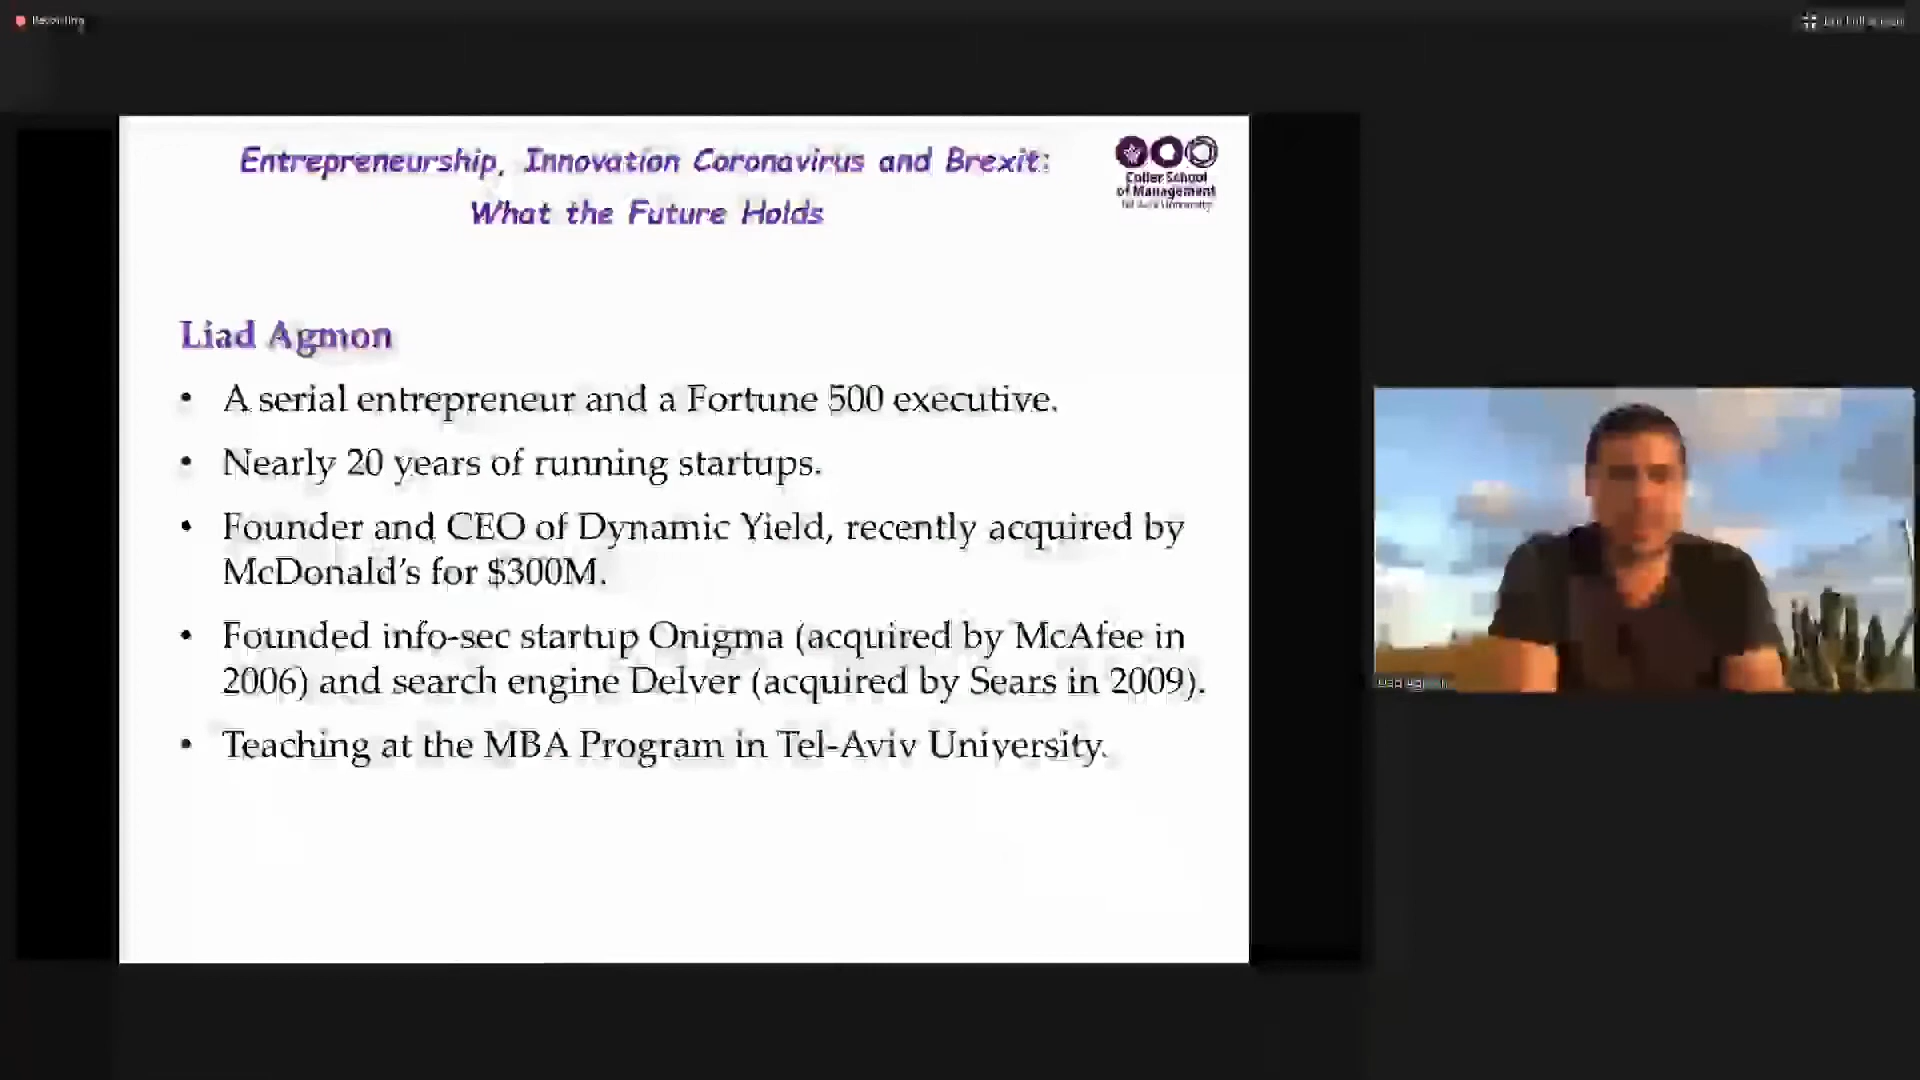 Recording
Entrepreneurship, Innovation Coronavirus and Brexit:
What the Future Holds
Coller School
of Management
Tel Aviv University
Liad Agmon
• A serial entrepreneur and a Fortune 500 executive.
• Nearly 20 years of running startups.
• Founder and CEO of Dynamic Yield, recently acquired by
McDonald's for $300M.
• Founded info-sec startup Onigma (acquired by McAfee in
2006) and search engine Delver (acquired by Sears in 2009).
• Teaching at the MBA Program in Tel-Aviv University.